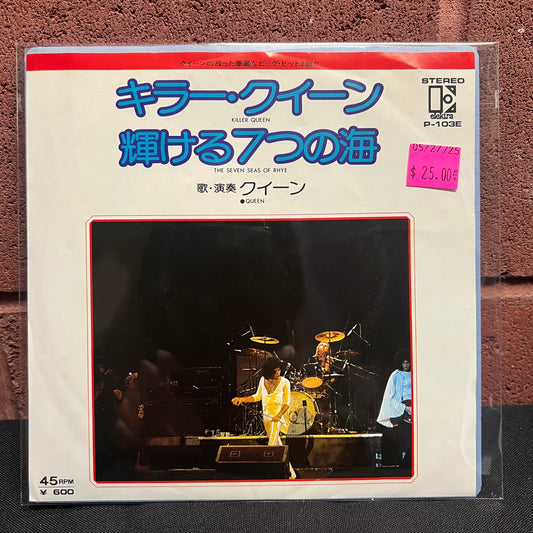 クイーンの放った華麗なビッグ・ヒット2曲!!
キラー・クイーン
KILLER QUEEN
輝ける7つの海
THE SEVEN SEAS OF RHYE
歌・演奏 クイーン
●QUEEN
STEREO
elektra
P-103E
05/27/25
$ 25.00
45 RPM
¥ 600